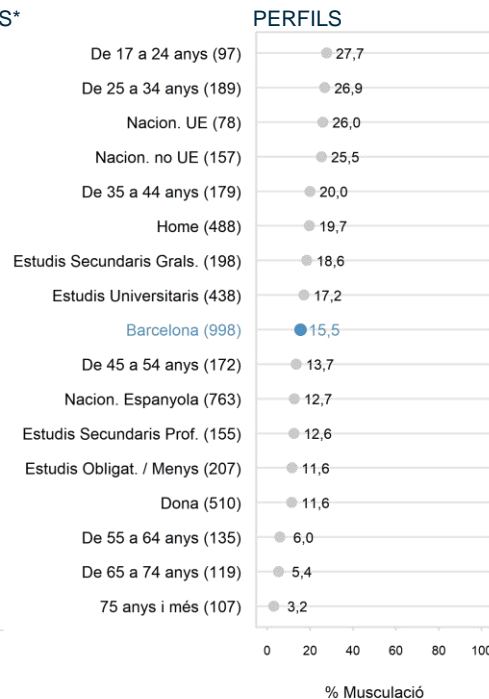 S*
PERFILS
De 17 a 24 anys (97) 27,7
De 25 a 34 anys (189) 26,9
Nacion. UE (78) 26,0
Nacion. no UE (157) 25,5
De 35 a 44 anys (179) 20,0
Home (488) 19,7
Estudis Secundaris Grals. (198) 18,6
Estudis Universitaris (438) 17,2
Barcelona (998) 15,5
De 45 a 54 anys (172) 13,7
Nacion. Espanyola (763) 12,7
Estudis Secundaris Prof. (155) 12,6
Estudis Obligat. / Menys (207) 11,6
Dona (510) 11,6
De 55 a 64 anys (135) 6,0
De 65 a 74 anys (119) 5,4
75 anys i més (107) 3,2
0 20 40 60 80 100
% Musculació